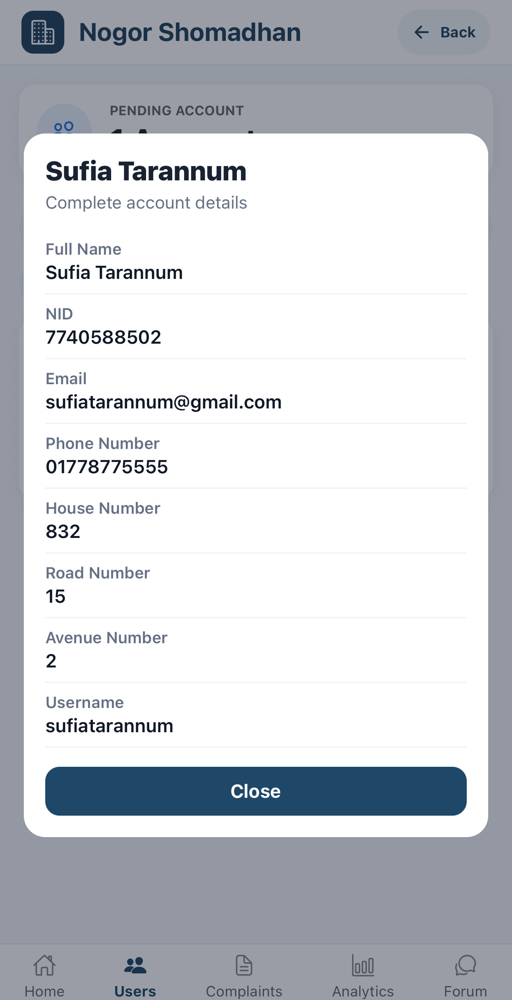 Nogor Shomadhan
Back
PENDING ACCOUNT
Sufia Tarannum
Complete account details
Full Name
Sufia Tarannum
NID
7740588502
Email
sufiatarannum@gmail.com
Phone Number
01778775555
House Number
832
Road Number
15
Avenue Number
2
Username
sufiatarannum
Close
Home
Users
Complaints
Analytics
Forum